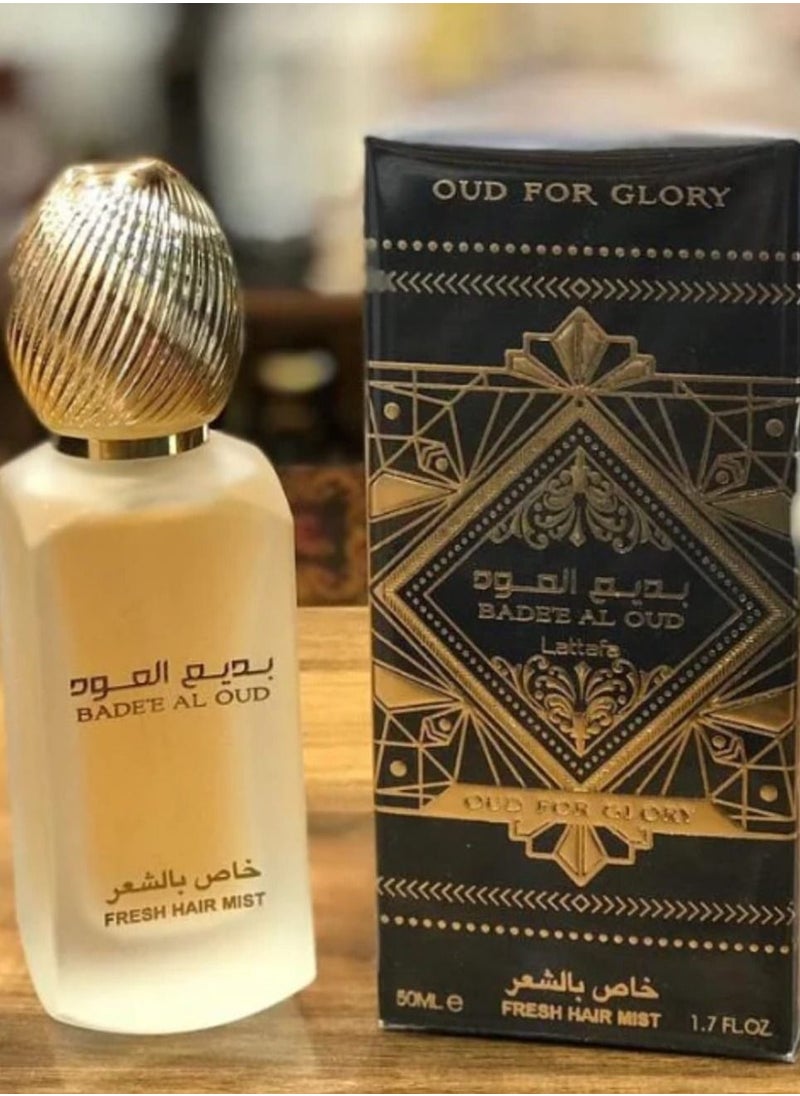 بديع العود
BADE'E AL OUD
خاص بالشعر
FRESH HAIR MIST
OUD FOR GLORY
بديع العود
BADE'E AL OUD
Lattafa
OUD FOR GLORY
خاص بالشعر
50ML e FRESH HAIR MIST 1.7 FL.OZ